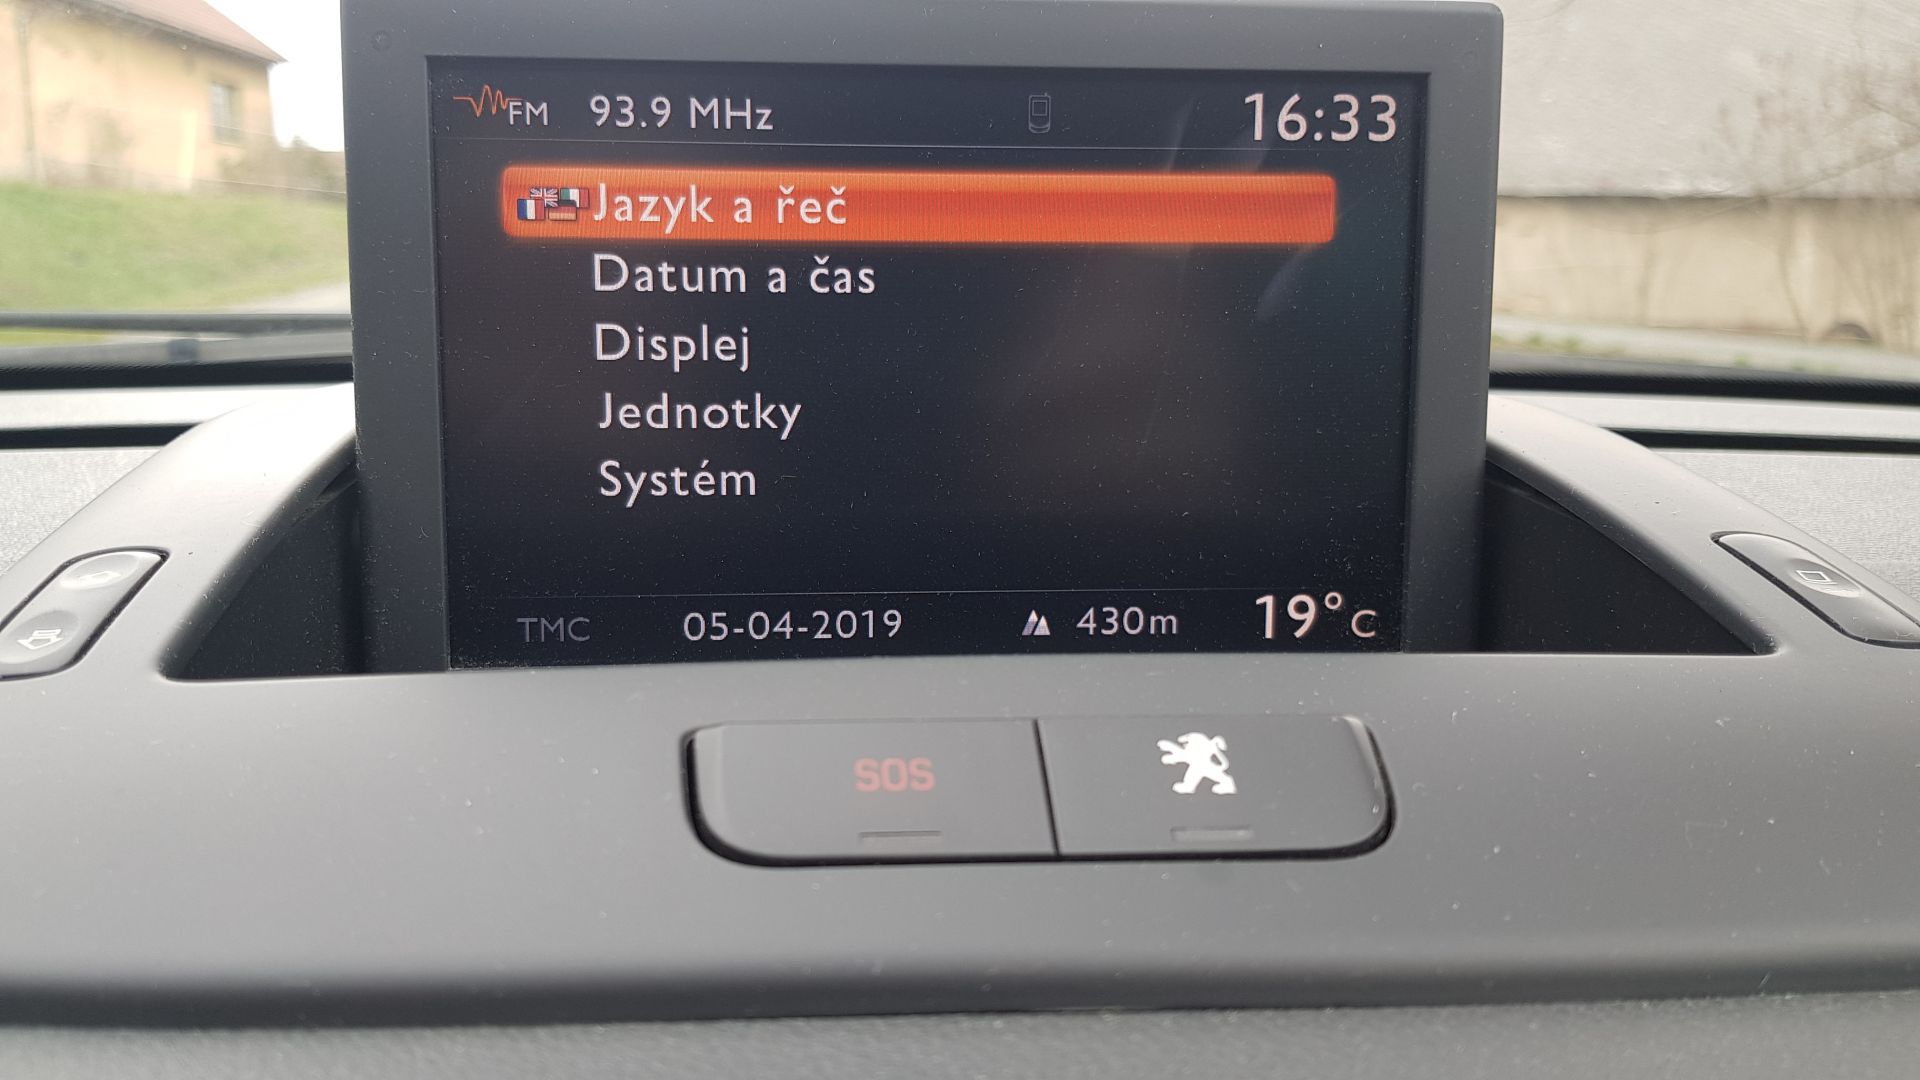 FM 93.9 MHz 16:33
Jazyk a řeč
Datum a čas
Displej
Jednotky
Systém
TMC 05-04-2019 430m 19°C
SOS